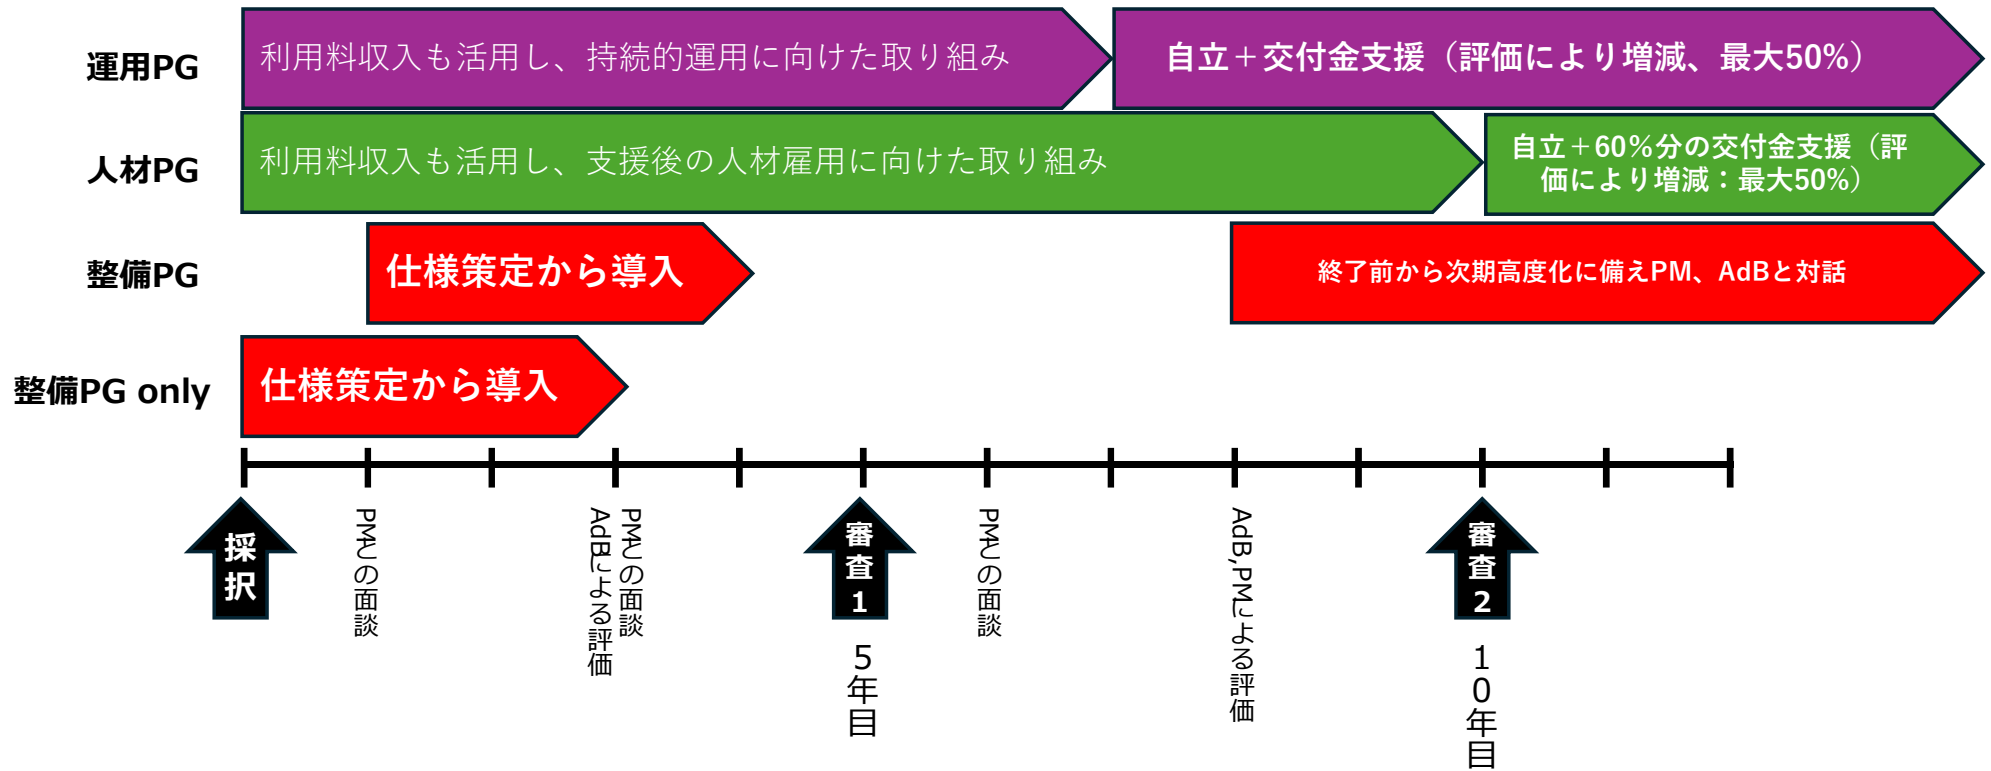 運用PG
利用料収入も活用し、持続的運用に向けた取り組み
自立＋交付金支援（評価により増減、最大50%）
人材PG
利用料収入も活用し、支援後の人材雇用に向けた取り組み
自立＋60％分の交付金支援（評
価により増減：最大50%）
整備PG
仕様策定から導入
終了前から次期高度化に備えPM、AdBと対話
整備PG only
仕様策定から導入
採択
PMとの面談
PMとの面談
AdBによる評価
審査1
5年目
PMとの面談
AdB,PMによる評価
審査2
10年目